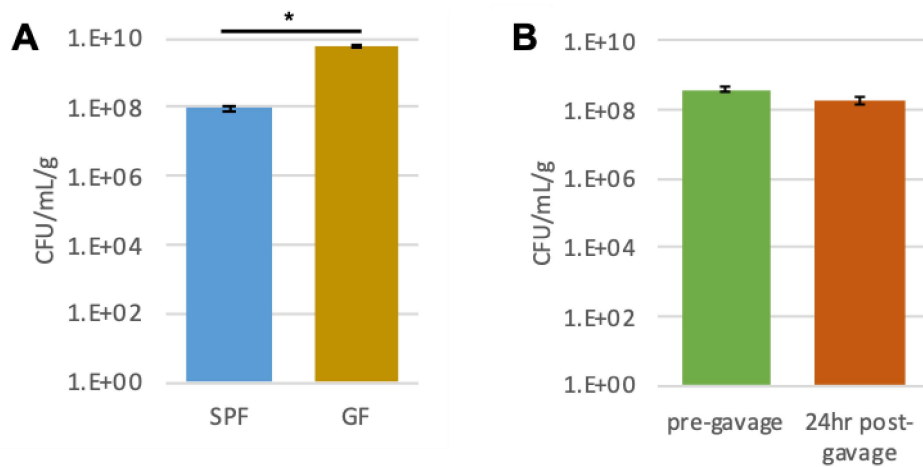 A
*
1.E+10
1.E+08
1.E+06
1.E+04
1.E+02
1.E+00
CFU/mL/g
SPF
GF
B
1.E+10
1.E+08
1.E+06
1.E+04
1.E+02
1.E+00
CFU/mL/g
pre-gavage
24hr post-
gavage